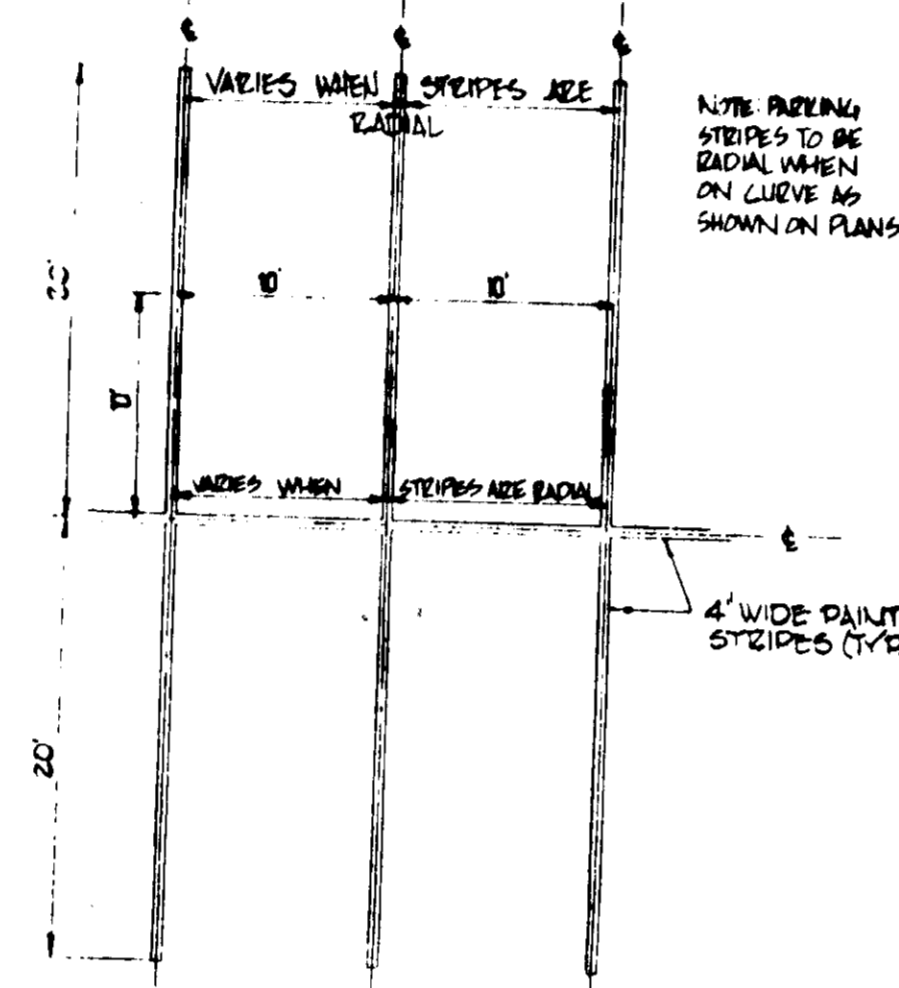 VARIES WHEN STRIPES ARE
RADIAL
NOTE: PARKING
STRIPES TO BE
RADIAL WHEN
ON CURVE AS
SHOWN ON PLANS
20'
10'
10'
VARIES WHEN STRIPES ARE RADIAL
4" WIDE PAINT
STRIPES (TYP
20'